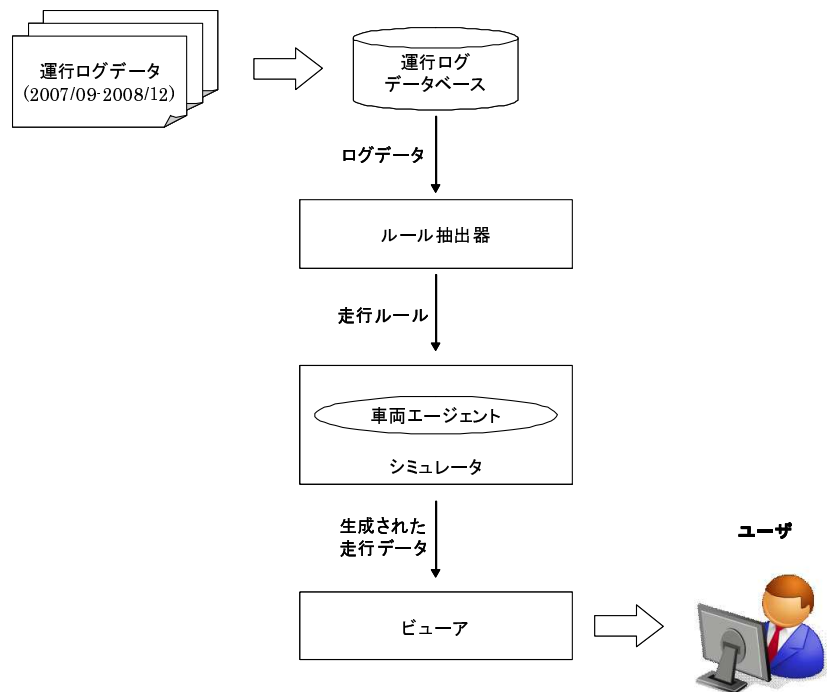 運行ログデータ
(2007/09-2008/12)
運行ログ
データベース
ログデータ
ルール抽出器
走行ルール
車両エージェント
シミュレータ
生成された
走行データ
ユーザ
ビューア